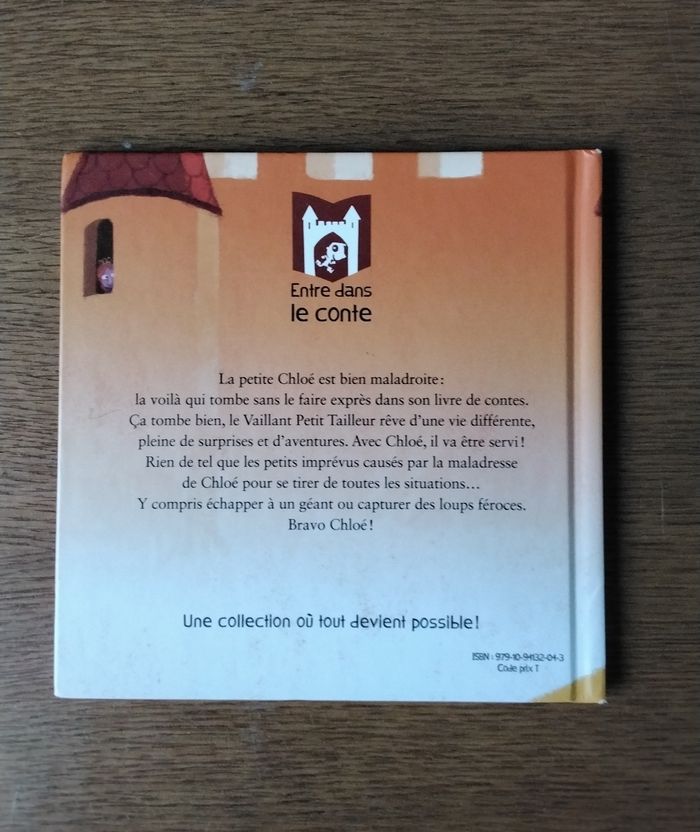 Entre dans
le conte
La petite Chloé est bien maladroite :
la voilà qui tombe sans le faire exprès dans son livre de contes.
Ça tombe bien, le Vaillant Petit Tailleur rêve d'une vie différente,
pleine de surprises et d'aventures. Avec Chloé, il va être servi !
Rien de tel que les petits imprévus causés par la maladresse
de Chloé pour se tirer de toutes les situations...
Y compris échapper à un géant ou capturer des loups féroces.
Bravo Chloé !
Une collection où tout devient possible !
ISBN : 979-10-94132-04-3
Code prix T